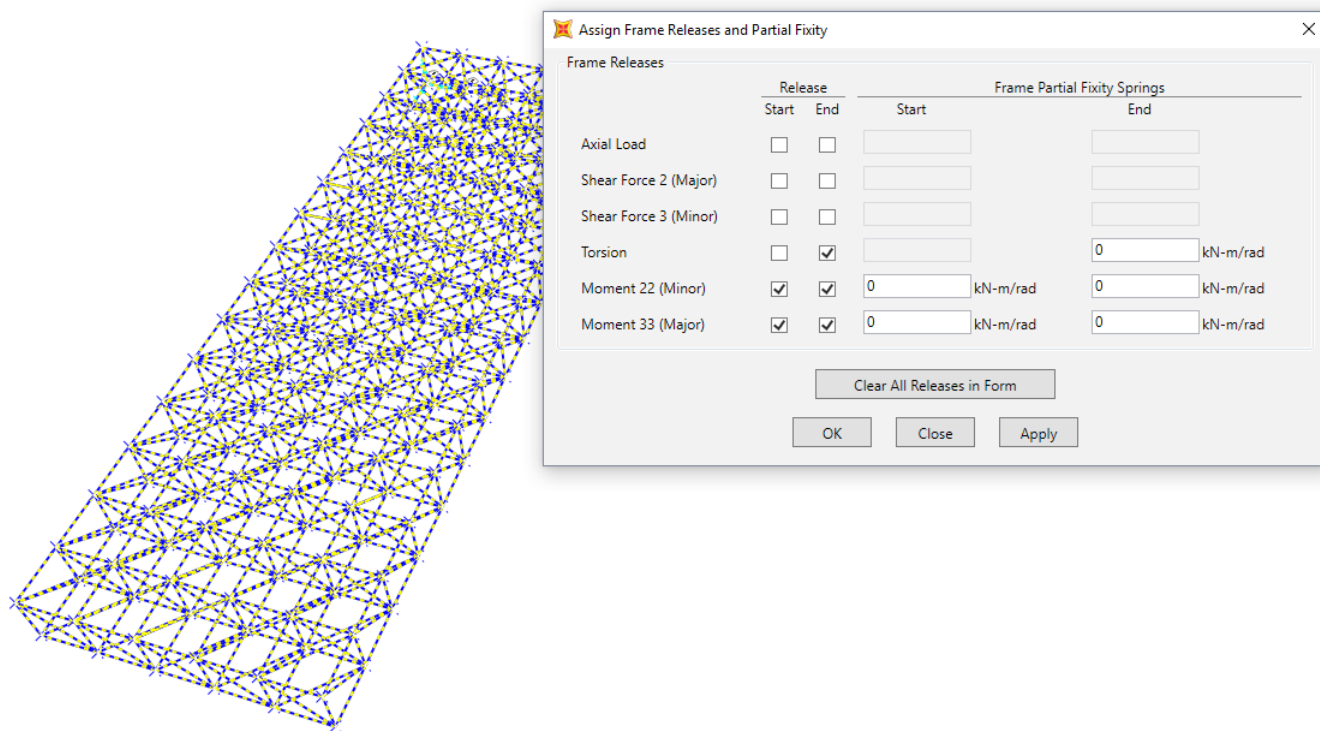 Assign Frame Releases and Partial Fixity
Frame Releases
Release Frame Partial Fixity Springs
Start End Start End
Axial Load
Shear Force 2 (Major)
Shear Force 3 (Minor)
Torsion 0 kN-m/rad
Moment 22 (Minor) 0 kN-m/rad 0 kN-m/rad
Moment 33 (Major) 0 kN-m/rad 0 kN-m/rad
Clear All Releases in Form
OK Close Apply